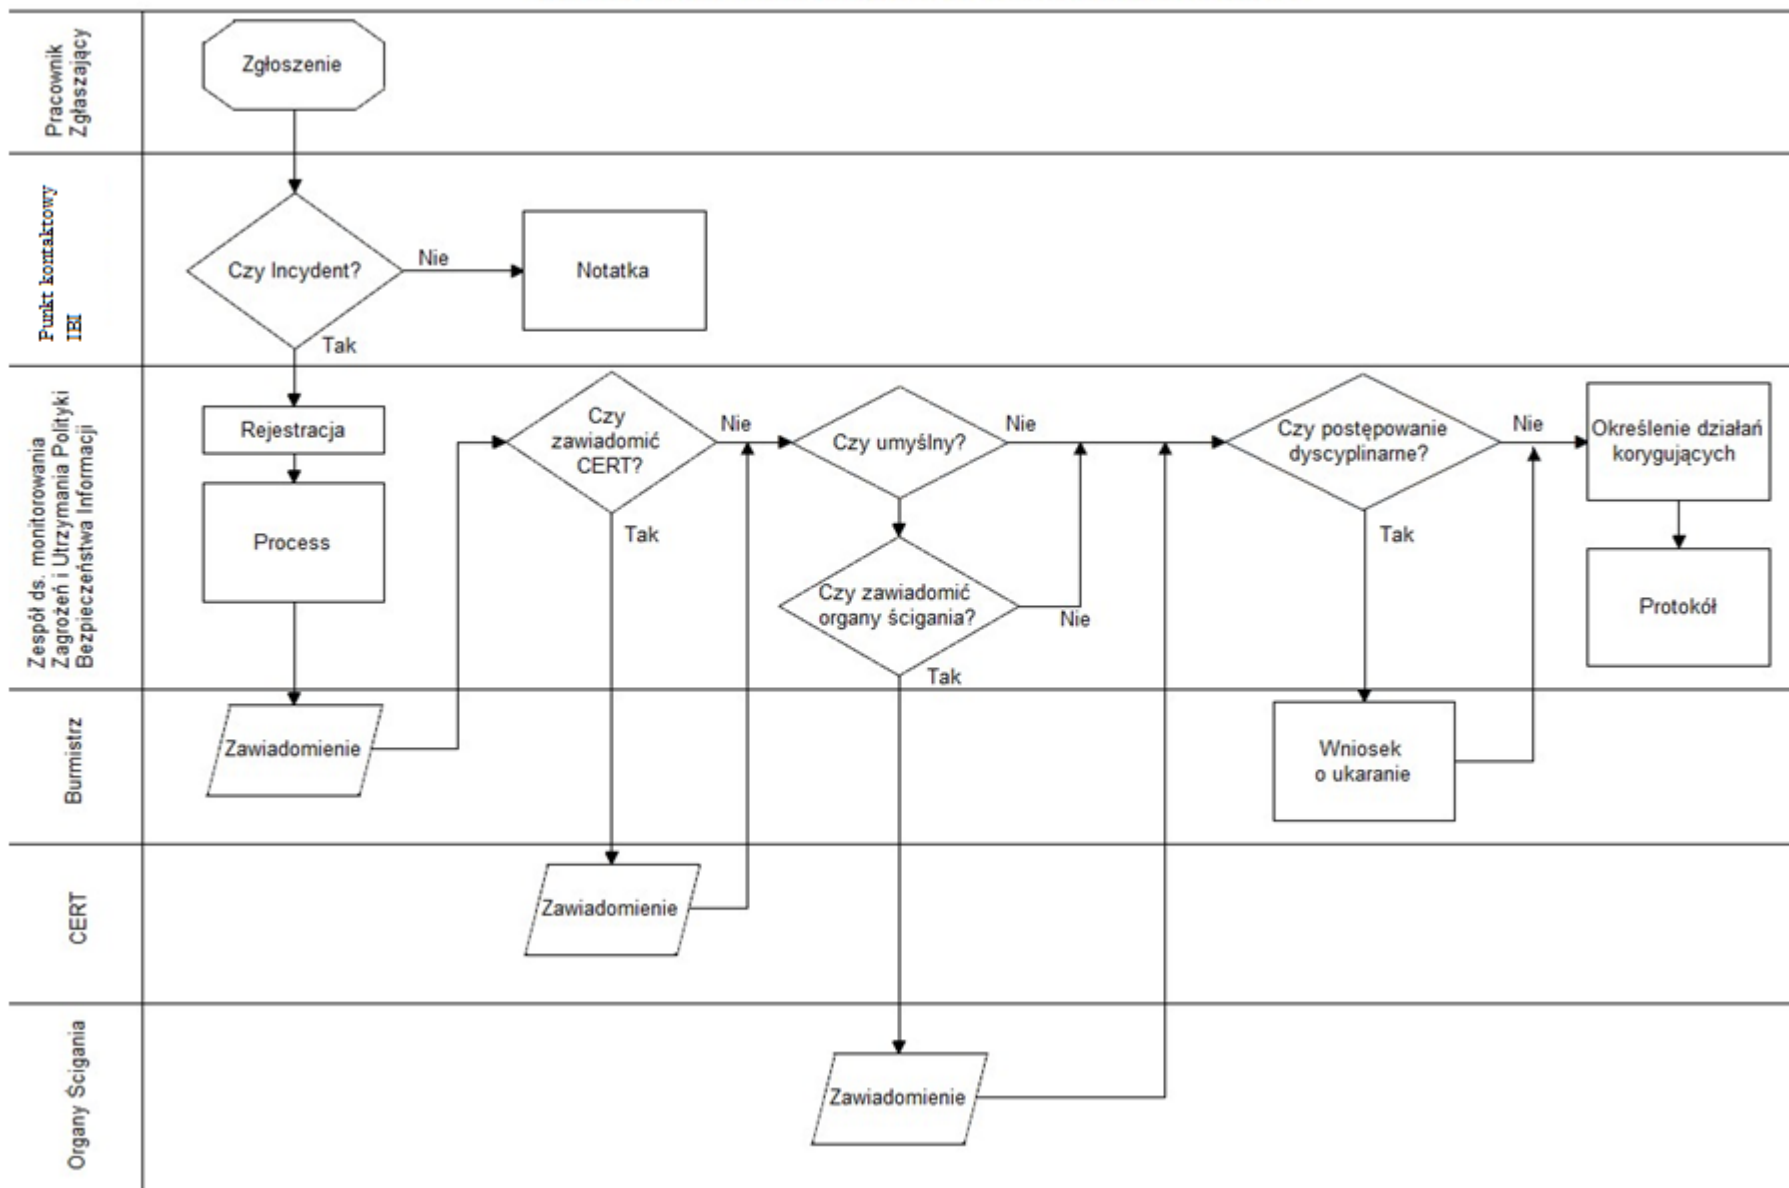 Pracownik
Zgłaszający
Zgłoszenie
Punkt kontaktowy
IBI
Czy Incydent?
Nie
Notatka
Tak
Zespół ds. monitorowania
Zagrożeń i Utrzymania Polityki
Bezpieczeństwa Informacji
Rejestracja
Process
Czy
zawiadomić
CERT?
Nie
Tak
Czy umyślny?
Nie
Czy zawiadomić
organy ścigania?
Nie
Tak
Czy postępowanie
dyscyplinarne?
Nie
Tak
Określenie działań
korygujących
Protokół
Burmistrz
Zawiadomienie
Wniosek
o ukaranie
CERT
Zawiadomienie
Organy Ścigania
Zawiadomienie